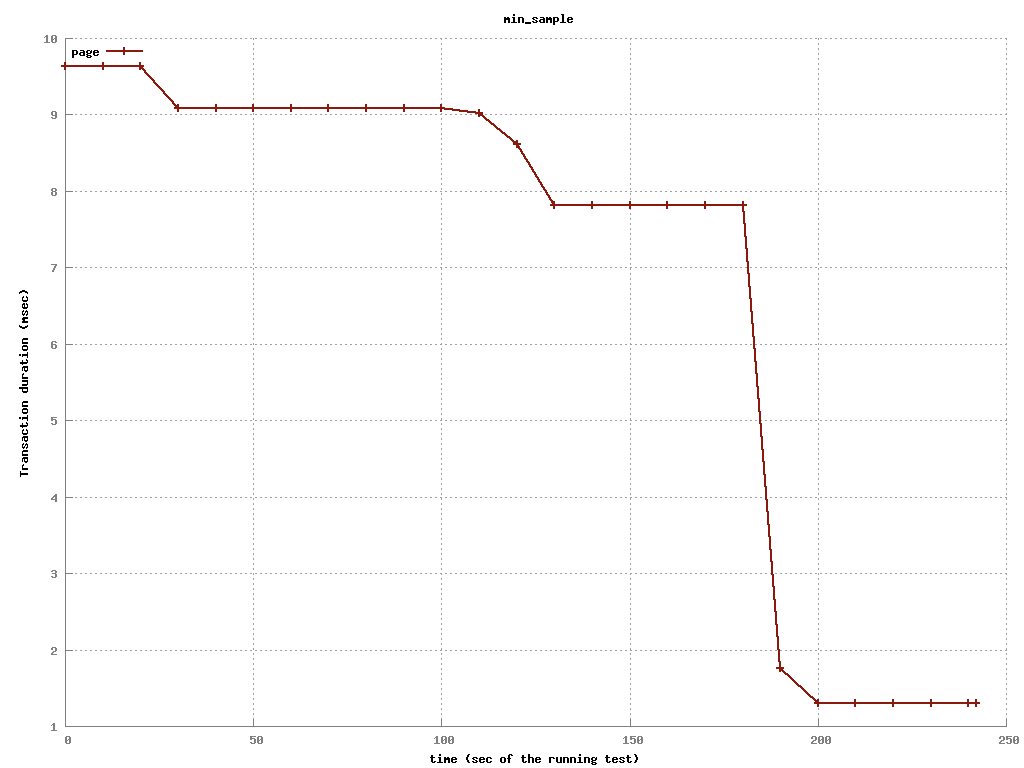 min_sample
page
10
9
8
7
6
5
4
3
2
1
Transaction duration (msec)
0 50 100 150 200 250
time (sec of the running test)